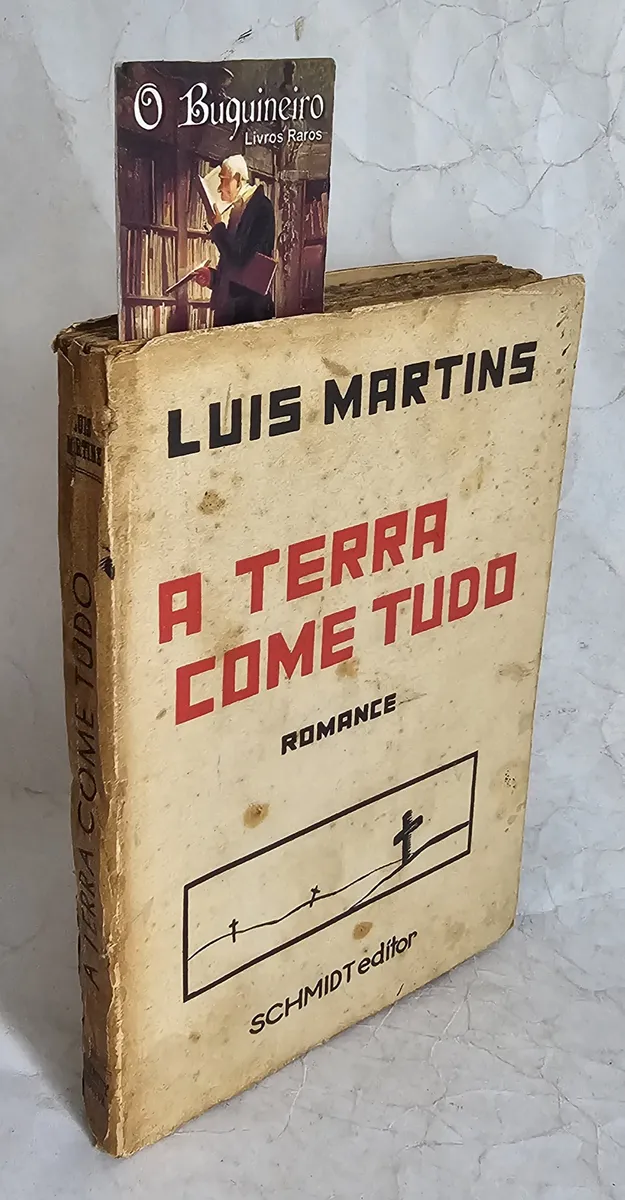 O Buquineiro
Livros Raros
LUIS MARTINS
A TERRA
COME TUDO
ROMANCE
SCHMIDT editor
LUIS
MARTINS
A TERRA COME TUDO